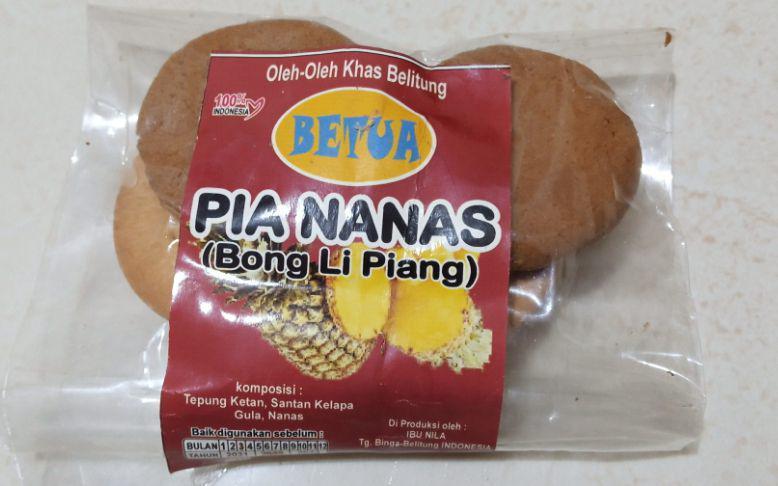 Oleh-Oleh Khas Belitung
100%
INDONESIA
BETUA
PIA NANAS
(Bong Li Piang)
komposisi :
Tepung Ketan, Santan Kelapa
Gula, Nanas
Baik digunakan sebelum :
BULAN 1 2 3 4 5 6 7 8 9 10 11 12
TAHUN 2021
Di Produksi oleh :
IBU NILA
Tg. Binga-Belitung INDONESIA